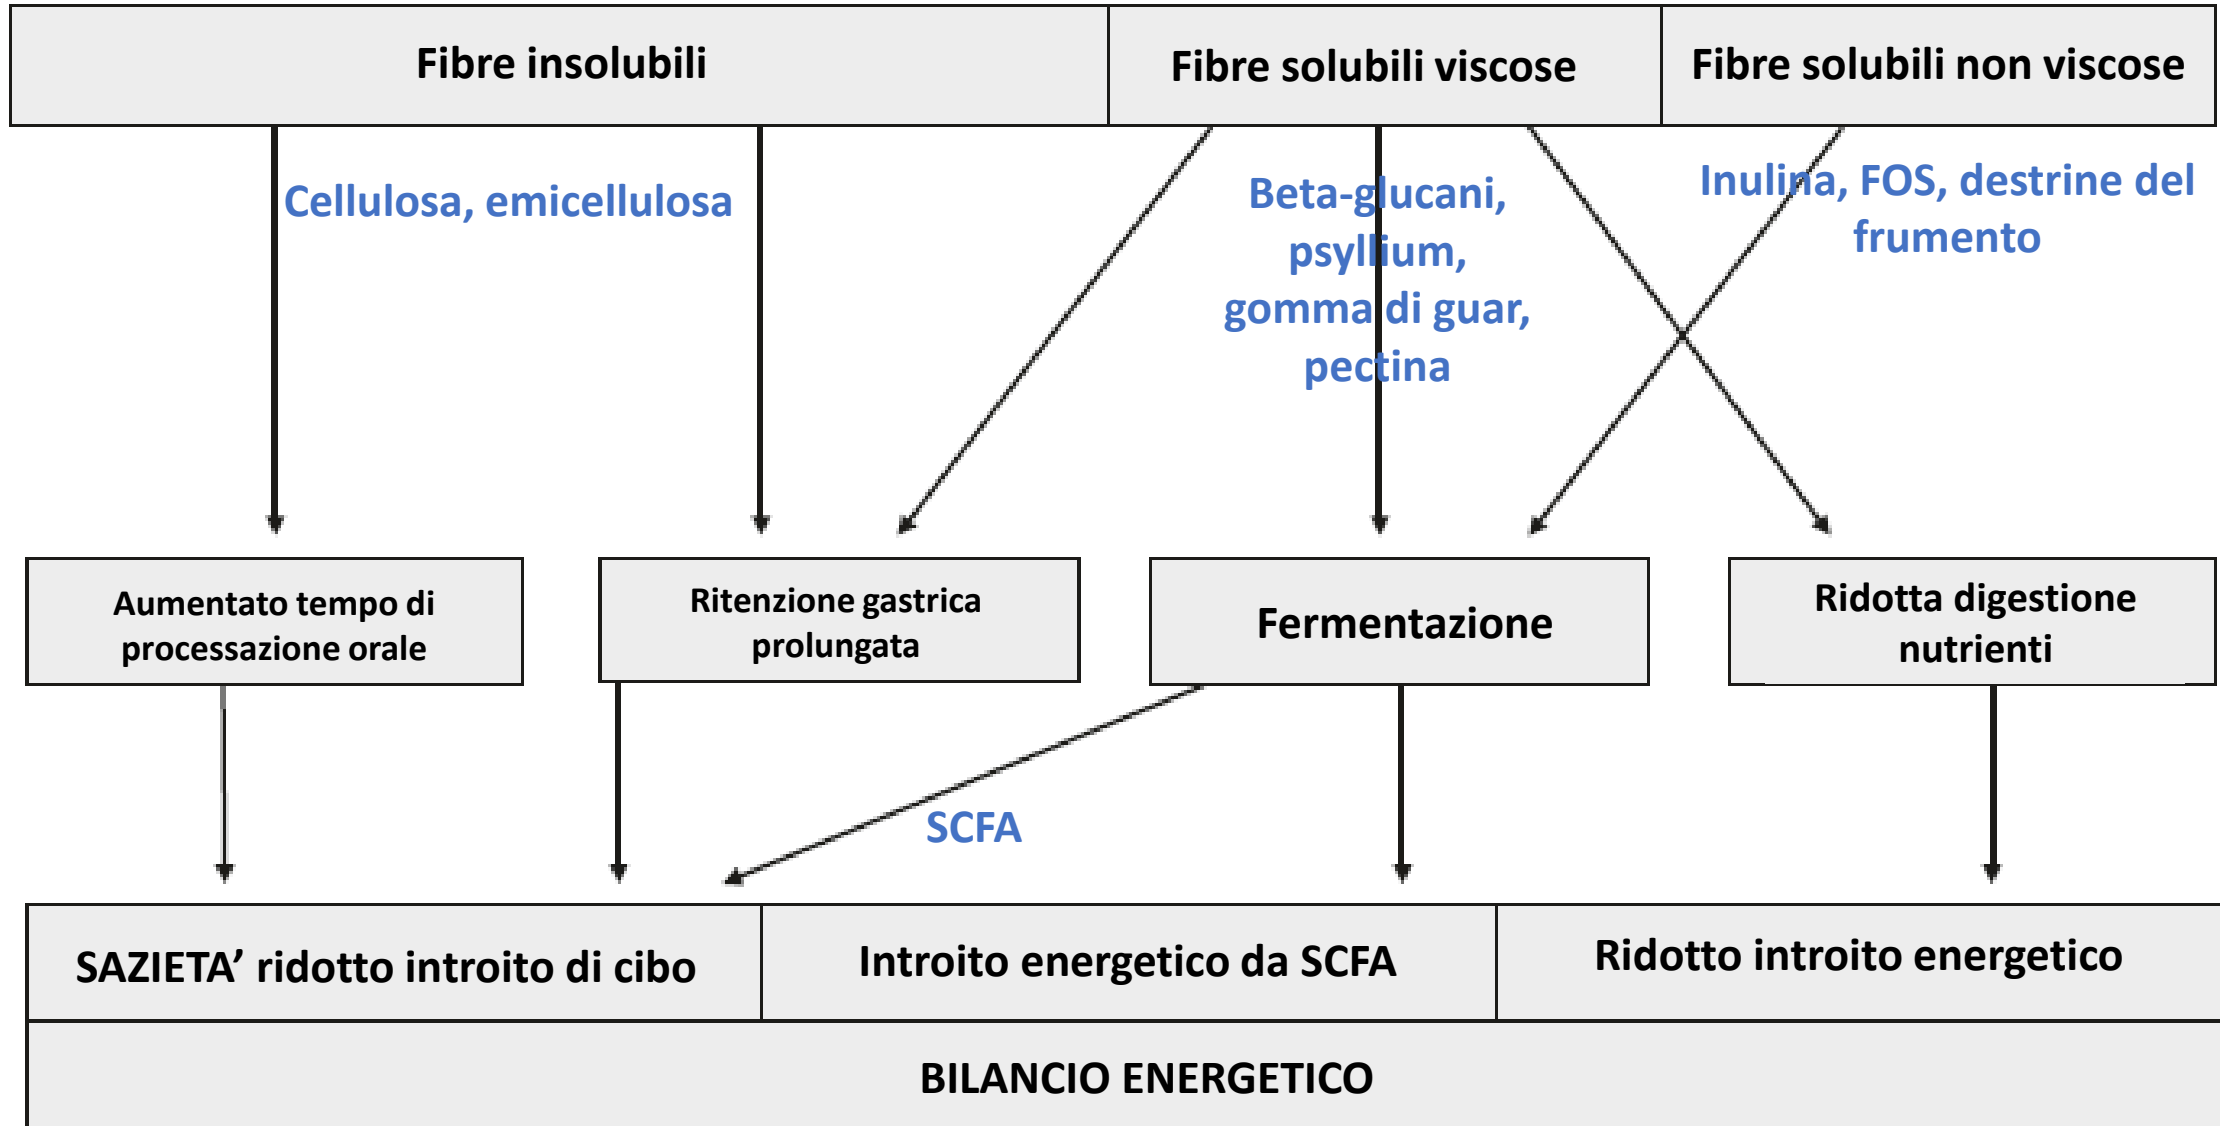 Fibre insolubili
Fibre solubili viscose
Fibre solubili non viscose
Cellulosa, emicellulosa
Beta-glucani,
psyllium,
gomma di guar,
pectina
Inulina, FOS, destrine del
frumento
Aumentato tempo di
processazione orale
Ritenzione gastrica
prolungata
Fermentazione
Ridotta digestione
nutrienti
SCFA
SAZIETA’ ridotto introito di cibo
Introito energetico da SCFA
Ridotto introito energetico
BILANCIO ENERGETICO